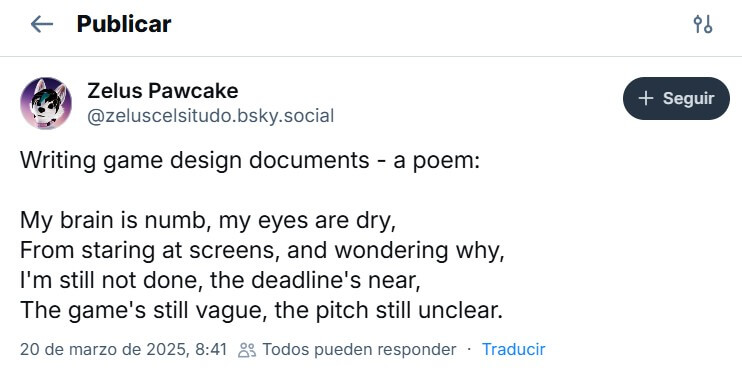 Publicar
Zelus Pawcake
@zeluscelsitudo.bsky.social
Seguir
Writing game design documents - a poem:
My brain is numb, my eyes are dry,
From staring at screens, and wondering why,
I'm still not done, the deadline's near,
The game's still vague, the pitch still unclear.
20 de marzo de 2025, 8:41 Todos pueden responder · Traducir